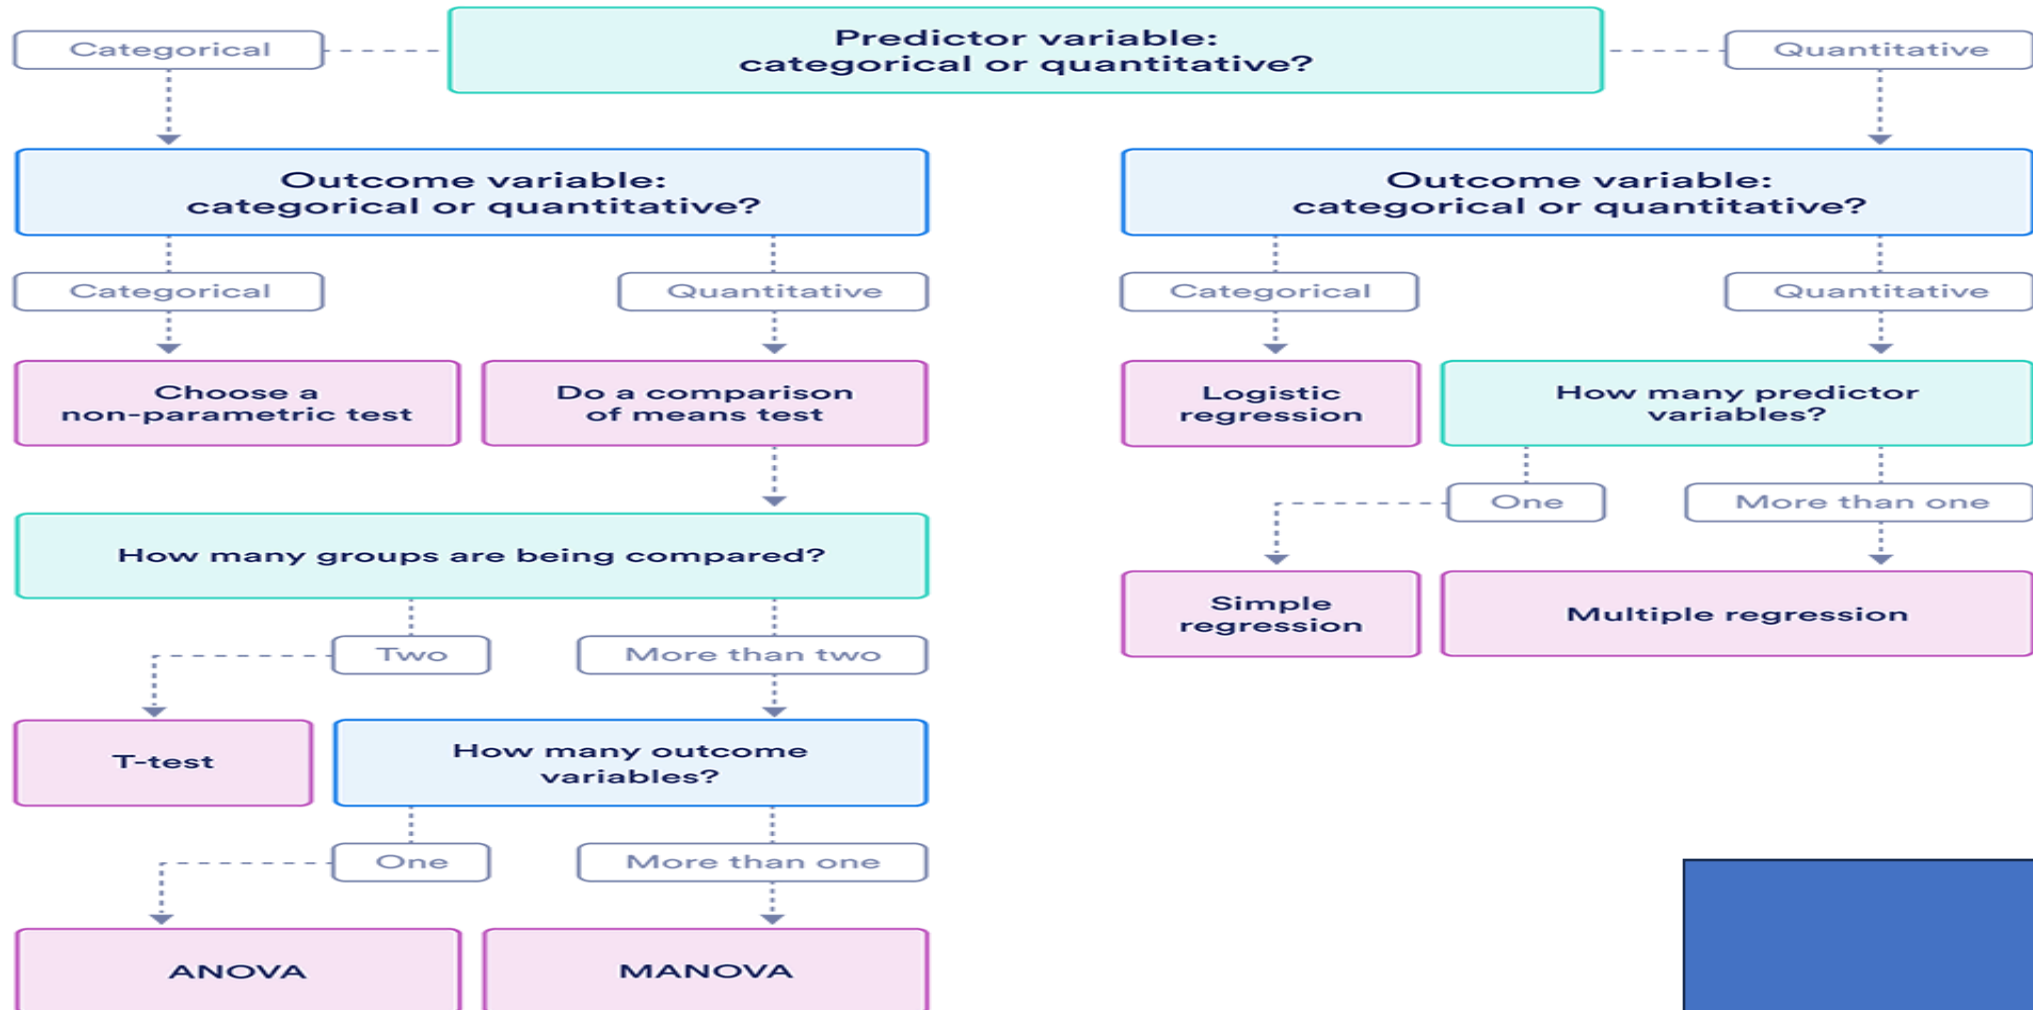 Predictor variable:
categorical or quantitative?
Categorical
Quantitative
Outcome variable:
categorical or quantitative?
Outcome variable:
categorical or quantitative?
Categorical
Quantitative
Categorical
Quantitative
Choose a
non-parametric test
Do a comparison
of means test
Logistic
regression
How many predictor
variables?
One
More than one
How many groups are being compared?
Simple
regression
Multiple regression
Two
More than two
T-test
How many outcome
variables?
One
More than one
ANOVA
MANOVA